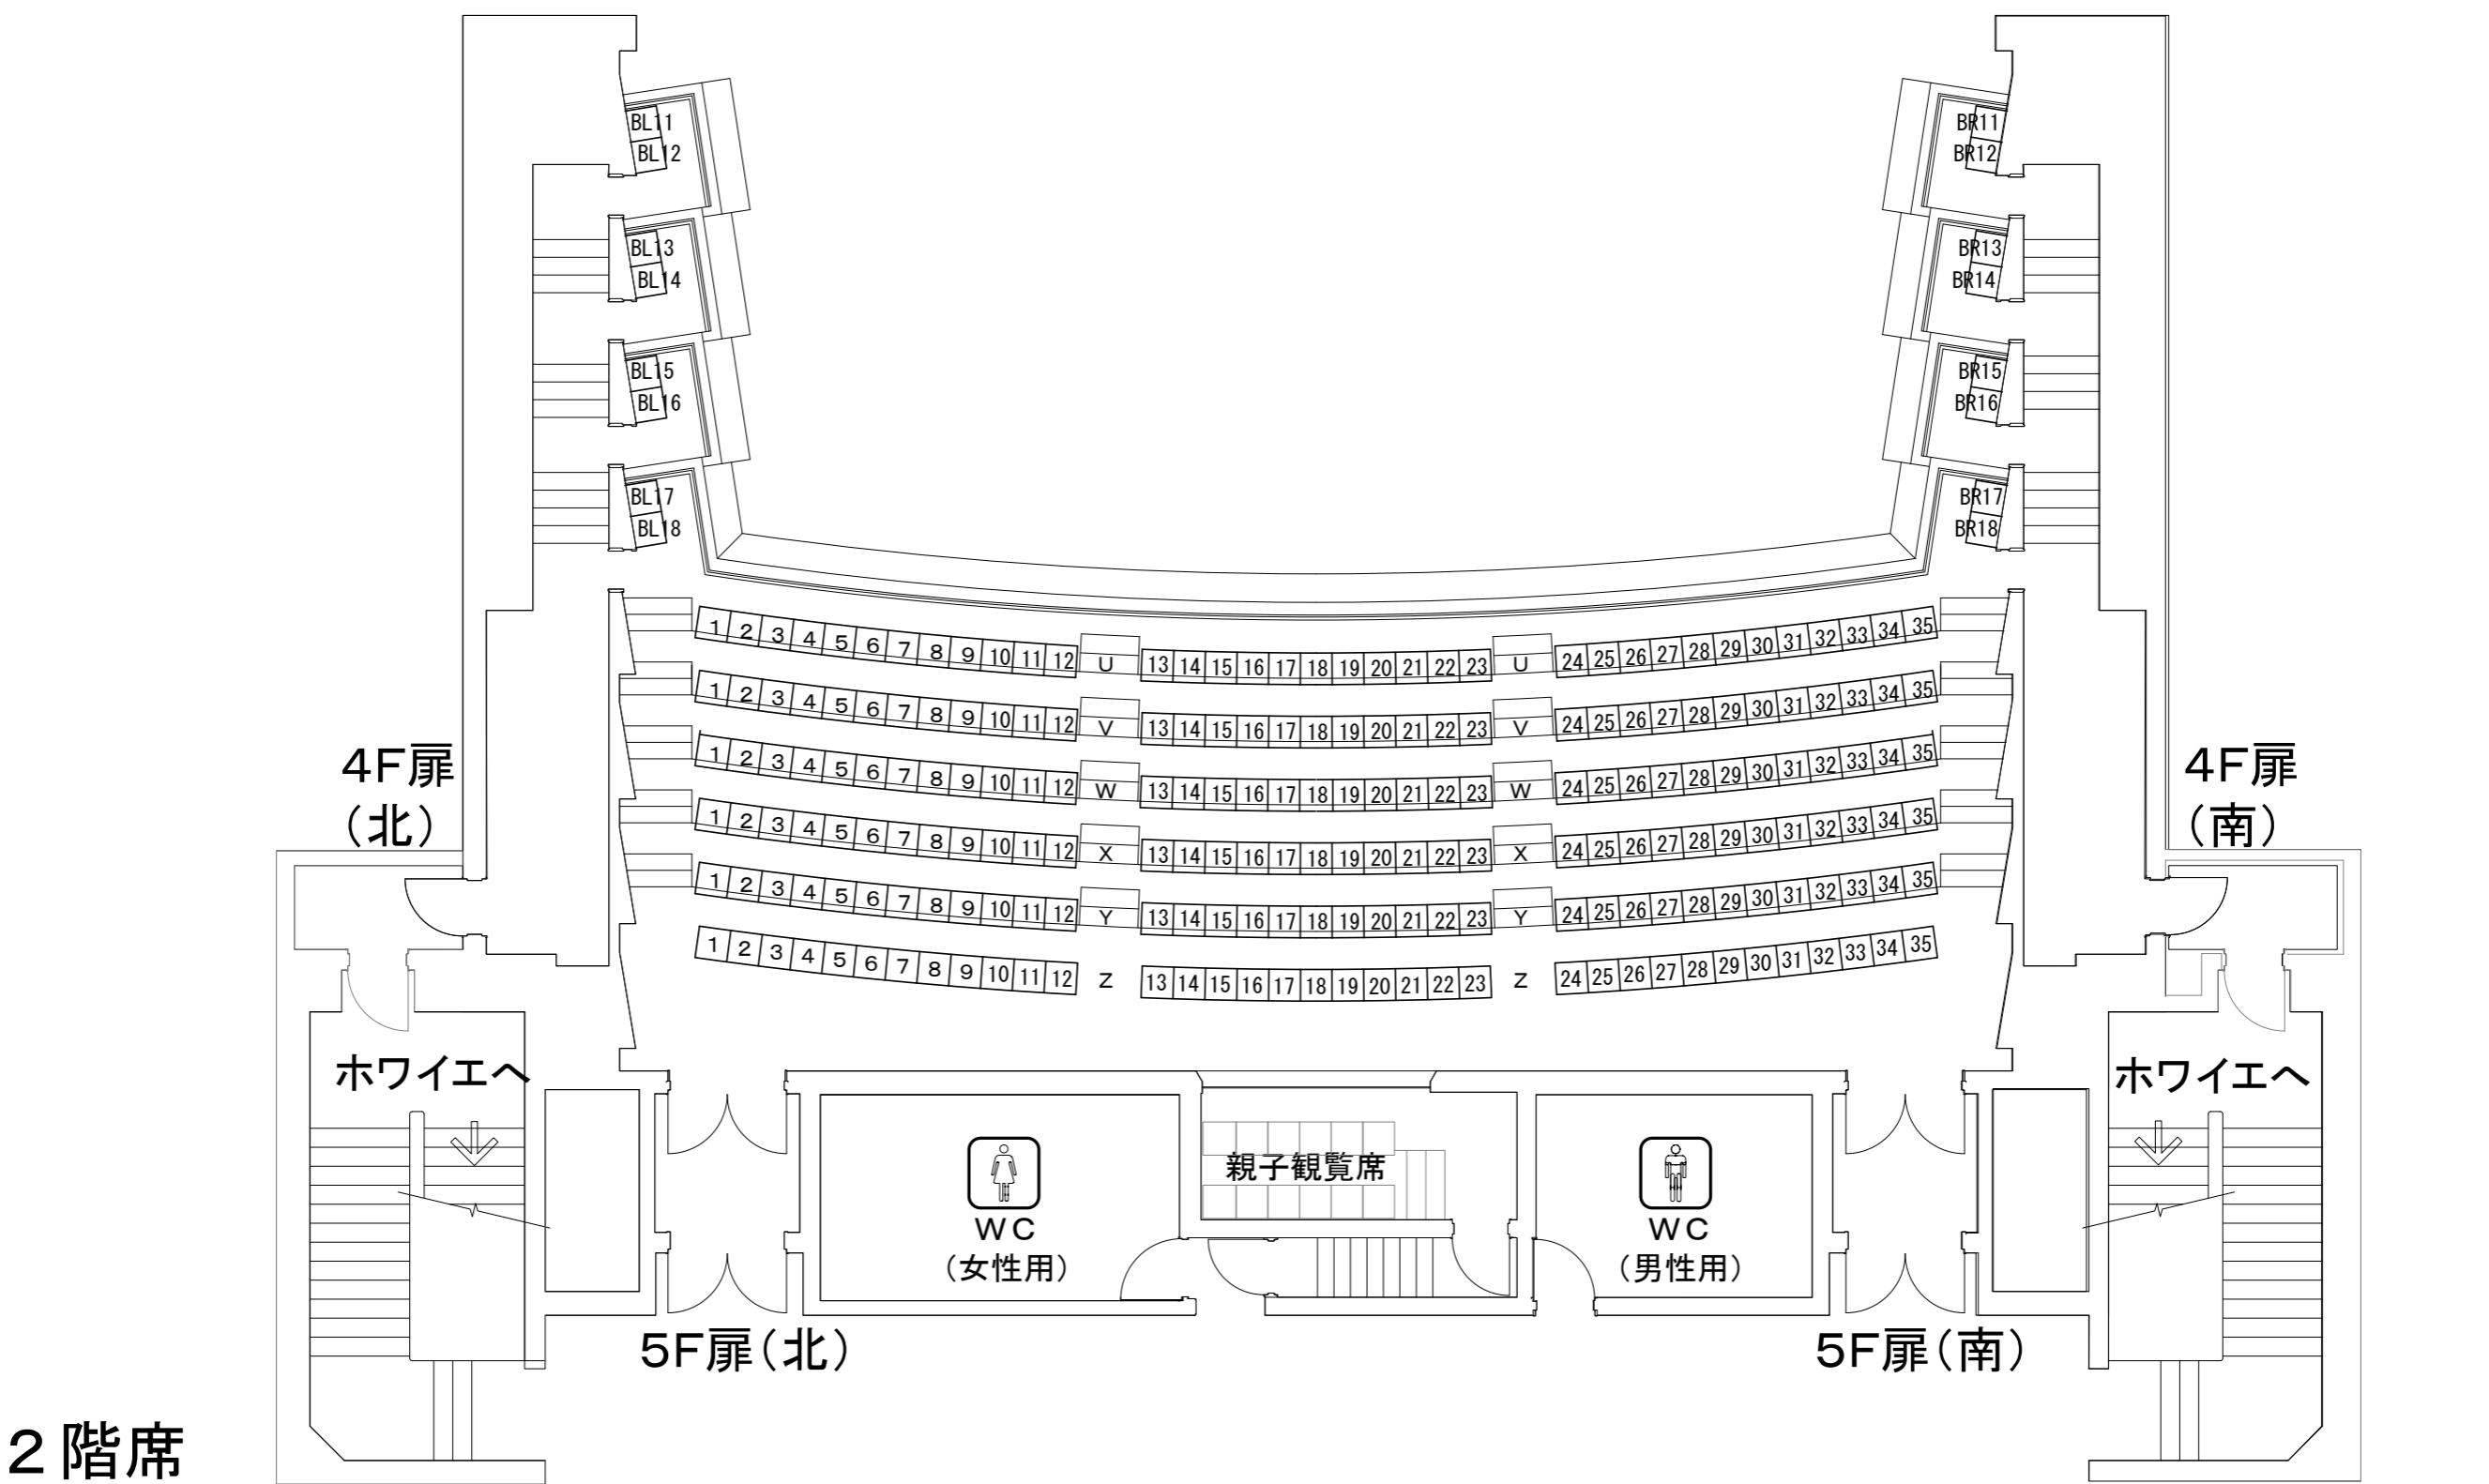 BL11 BR11
BL12 BR12
BL13 BR13
BL14 BR14
BL15 BR15
BL16 BR16
BL17 BR17
BL18 BR18
1 2 3 4 5 6 7 8 9 10 11 12 U 13 14 15 16 17 18 19 20 21 22 23 U 24 25 26 27 28 29 30 31 32 33 34 35
1 2 3 4 5 6 7 8 9 10 11 12 V 13 14 15 16 17 18 19 20 21 22 23 V 24 25 26 27 28 29 30 31 32 33 34 35
1 2 3 4 5 6 7 8 9 10 11 12 W 13 14 15 16 17 18 19 20 21 22 23 W 24 25 26 27 28 29 30 31 32 33 34 35
1 2 3 4 5 6 7 8 9 10 11 12 X 13 14 15 16 17 18 19 20 21 22 23 X 24 25 26 27 28 29 30 31 32 33 34 35
1 2 3 4 5 6 7 8 9 10 11 12 Y 13 14 15 16 17 18 19 20 21 22 23 Y 24 25 26 27 28 29 30 31 32 33 34 35
1 2 3 4 5 6 7 8 9 10 11 12 Z 13 14 15 16 17 18 19 20 21 22 23 Z 24 25 26 27 28 29 30 31 32 33 34 35
4F扉
（北）
4F扉
（南）
ホワイエへ
ホワイエへ
親子観覧席
WC
（女性用）
WC
（男性用）
5F扉（北）
5F扉（南）
2階席